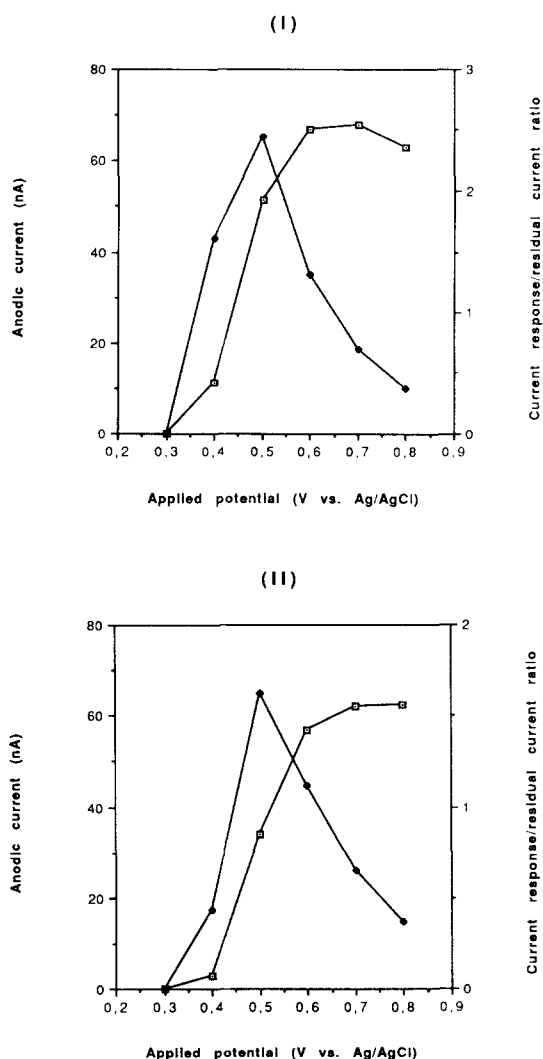 (I)
80
60
40
20
0
Anodic current (nA)
3
2
1
0
Current response/residual current ratio
0,2 0,3 0,4 0,5 0,6 0,7 0,8 0,9
Applied potential (V vs. Ag/AgCl)
(II)
80
60
40
20
0
Anodic current (nA)
2
1
0
Current response/residual current ratio
0,2 0,3 0,4 0,5 0,6 0,7 0,8 0,9
Applied potential (V vs. Ag/AgCl)